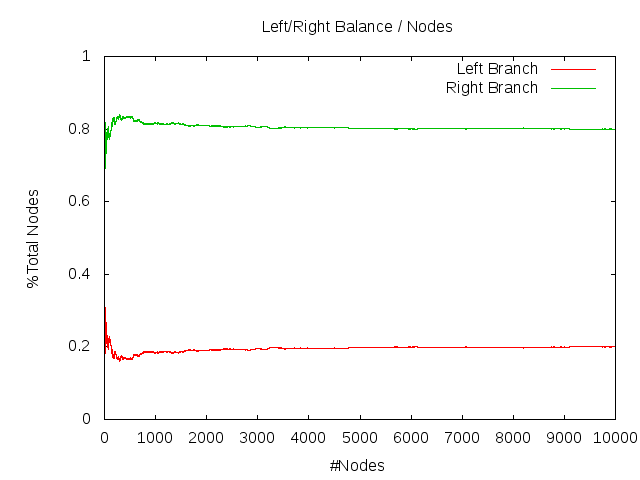 Left/Right Balance / Nodes
Left Branch
Right Branch
1
0.8
0.6
0.4
0.2
0
%Total Nodes
0 1000 2000 3000 4000 5000 6000 7000 8000 9000 10000
#Nodes